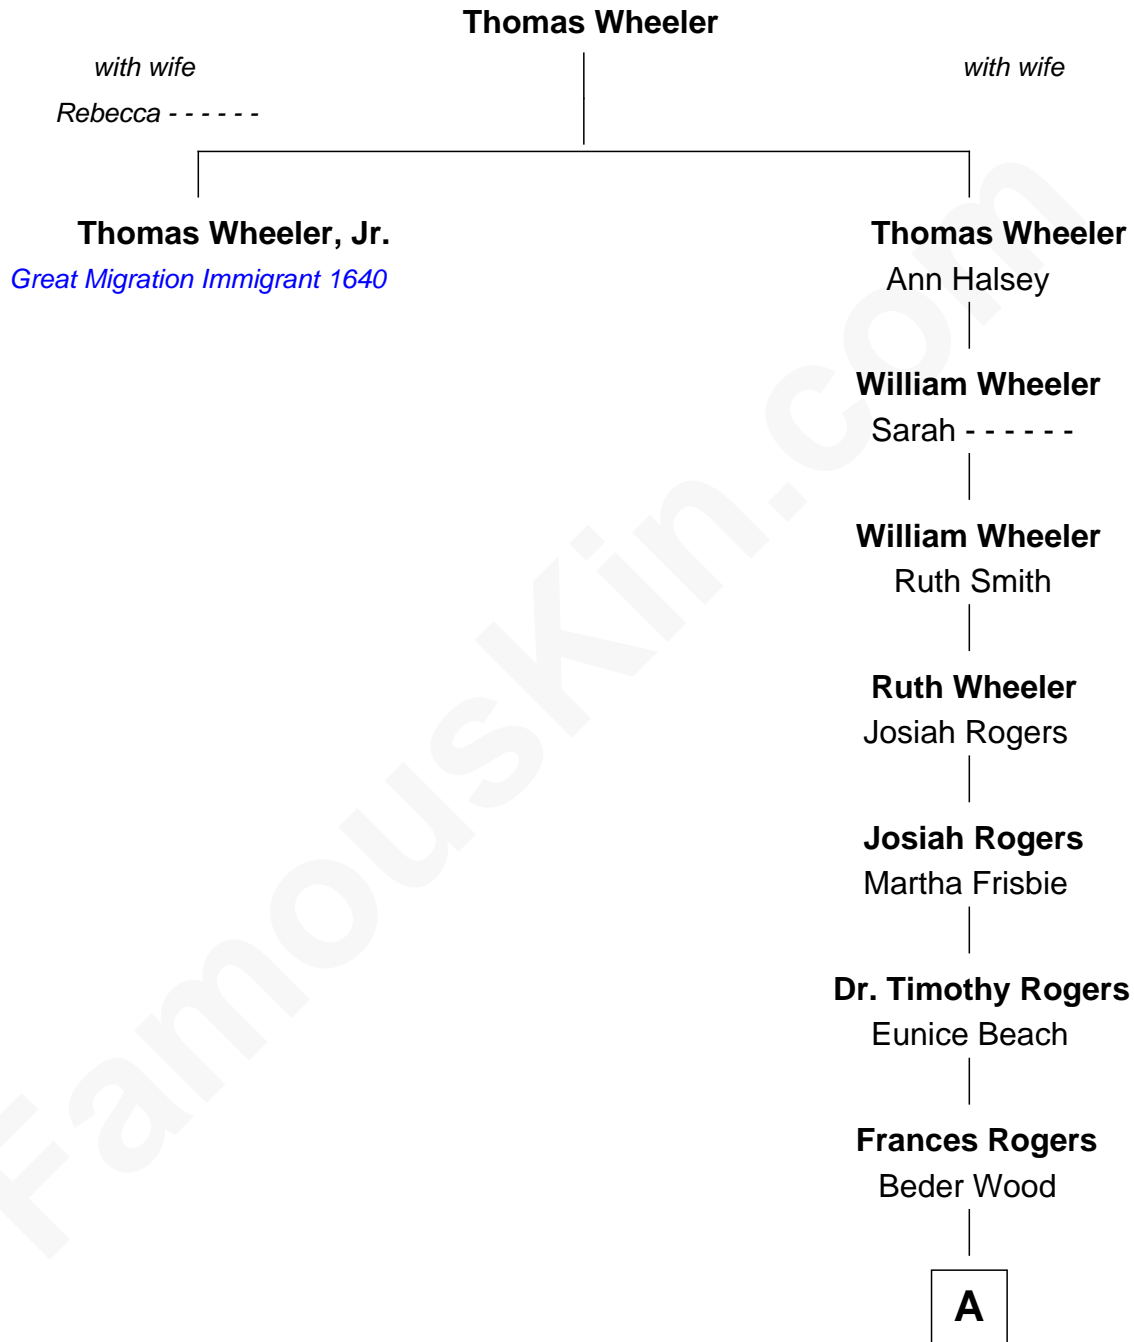 Thomas Wheeler
with wife
with wife
Rebecca - - - - - -
Thomas Wheeler, Jr.
Great Migration Immigrant 1640
Thomas Wheeler
Ann Halsey
William Wheeler
Sarah - - - - - -
William Wheeler
Ruth Smith
Ruth Wheeler
Josiah Rogers
Josiah Rogers
Martha Frisbie
Dr. Timothy Rogers
Eunice Beach
Frances Rogers
Beder Wood
A
FamousKin.com